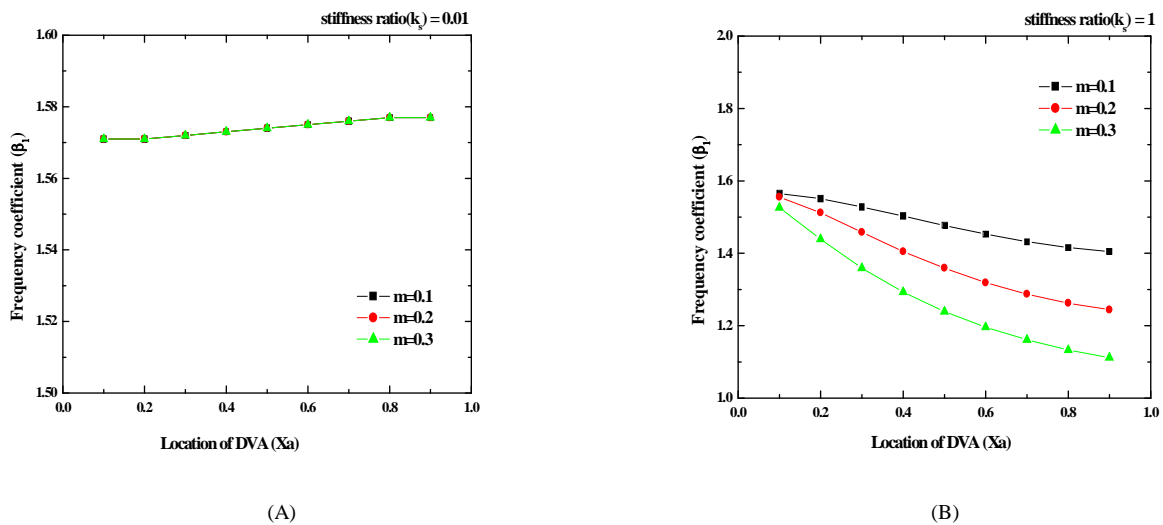 stiffness ratio(kₛ) = 0.01
1.60
1.58
1.56
1.54
1.52
1.50
Frequency coefficient (β₁)
m=0.1
m=0.2
m=0.3
0.0 0.2 0.4 0.6 0.8 1.0
Location of DVA (Xa)
(A)
stiffness ratio(kₛ) = 1
2.0
1.8
1.6
1.4
1.2
1.0
Frequency coefficient (β₁)
m=0.1
m=0.2
m=0.3
0.0 0.2 0.4 0.6 0.8 1.0
Location of DVA (Xa)
(B)